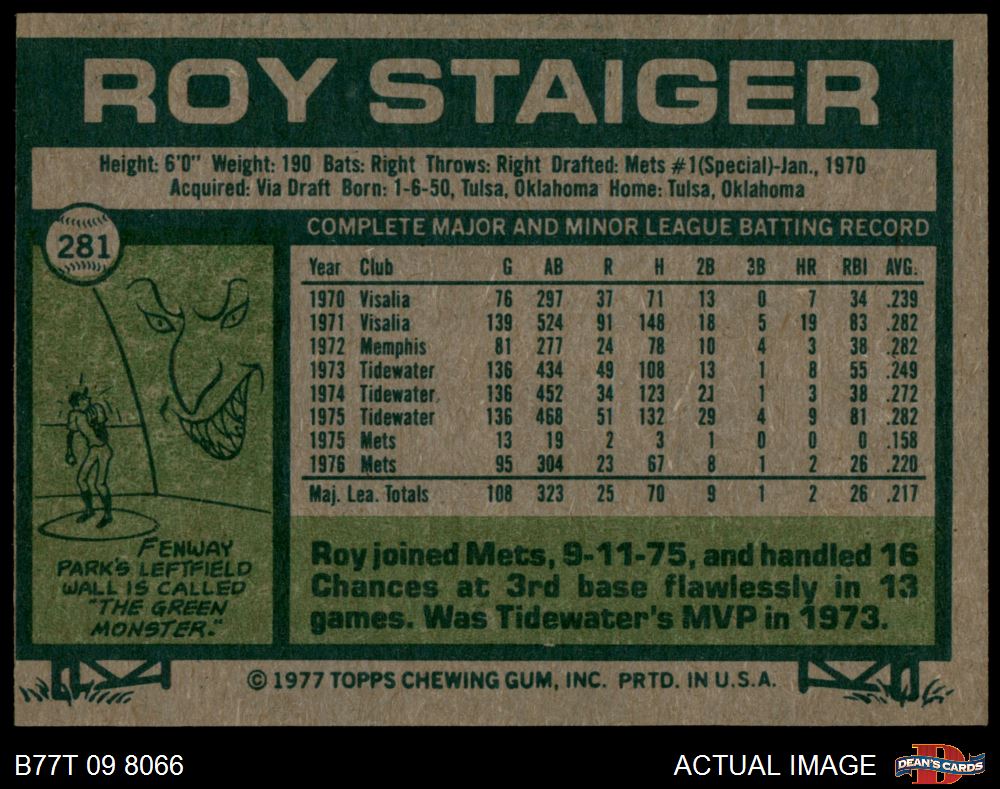 ROY STAIGER
Height: 6'0" Weight: 190 Bats: Right Throws: Right Drafted: Mets #1(Special)-Jan., 1970
Acquired: Via Draft Born: 1-6-50, Tulsa, Oklahoma Home: Tulsa, Oklahoma
281
COMPLETE MAJOR AND MINOR LEAGUE BATTING RECORD
Year Club G AB R H 2B 3B HR RBI AVG.
1970 Visalia 76 297 37 71 13 0 7 34 .239
1971 Visalia 139 524 91 148 18 5 19 83 .282
1972 Memphis 81 277 24 78 10 4 3 38 .282
1973 Tidewater 136 434 49 108 13 1 8 55 .249
1974 Tidewater 136 452 34 123 21 1 3 38 .272
1975 Tidewater 136 468 51 132 29 4 9 81 .282
1975 Mets 13 19 2 3 1 0 0 0 .158
1976 Mets 95 304 23 67 8 1 2 26 .220
Maj. Lea. Totals 108 323 25 70 9 1 2 26 .217
FENWAY
PARK'S LEFTFIELD
WALL IS CALLED
"THE GREEN
MONSTER."
Roy joined Mets, 9-11-75, and handled 16
Chances at 3rd base flawlessly in 13
games. Was Tidewater's MVP in 1973.
© 1977 TOPPS CHEWING GUM, INC. PRTD. IN U.S.A.
B77T 09 8066
ACTUAL IMAGE
DEAN'S CARDS